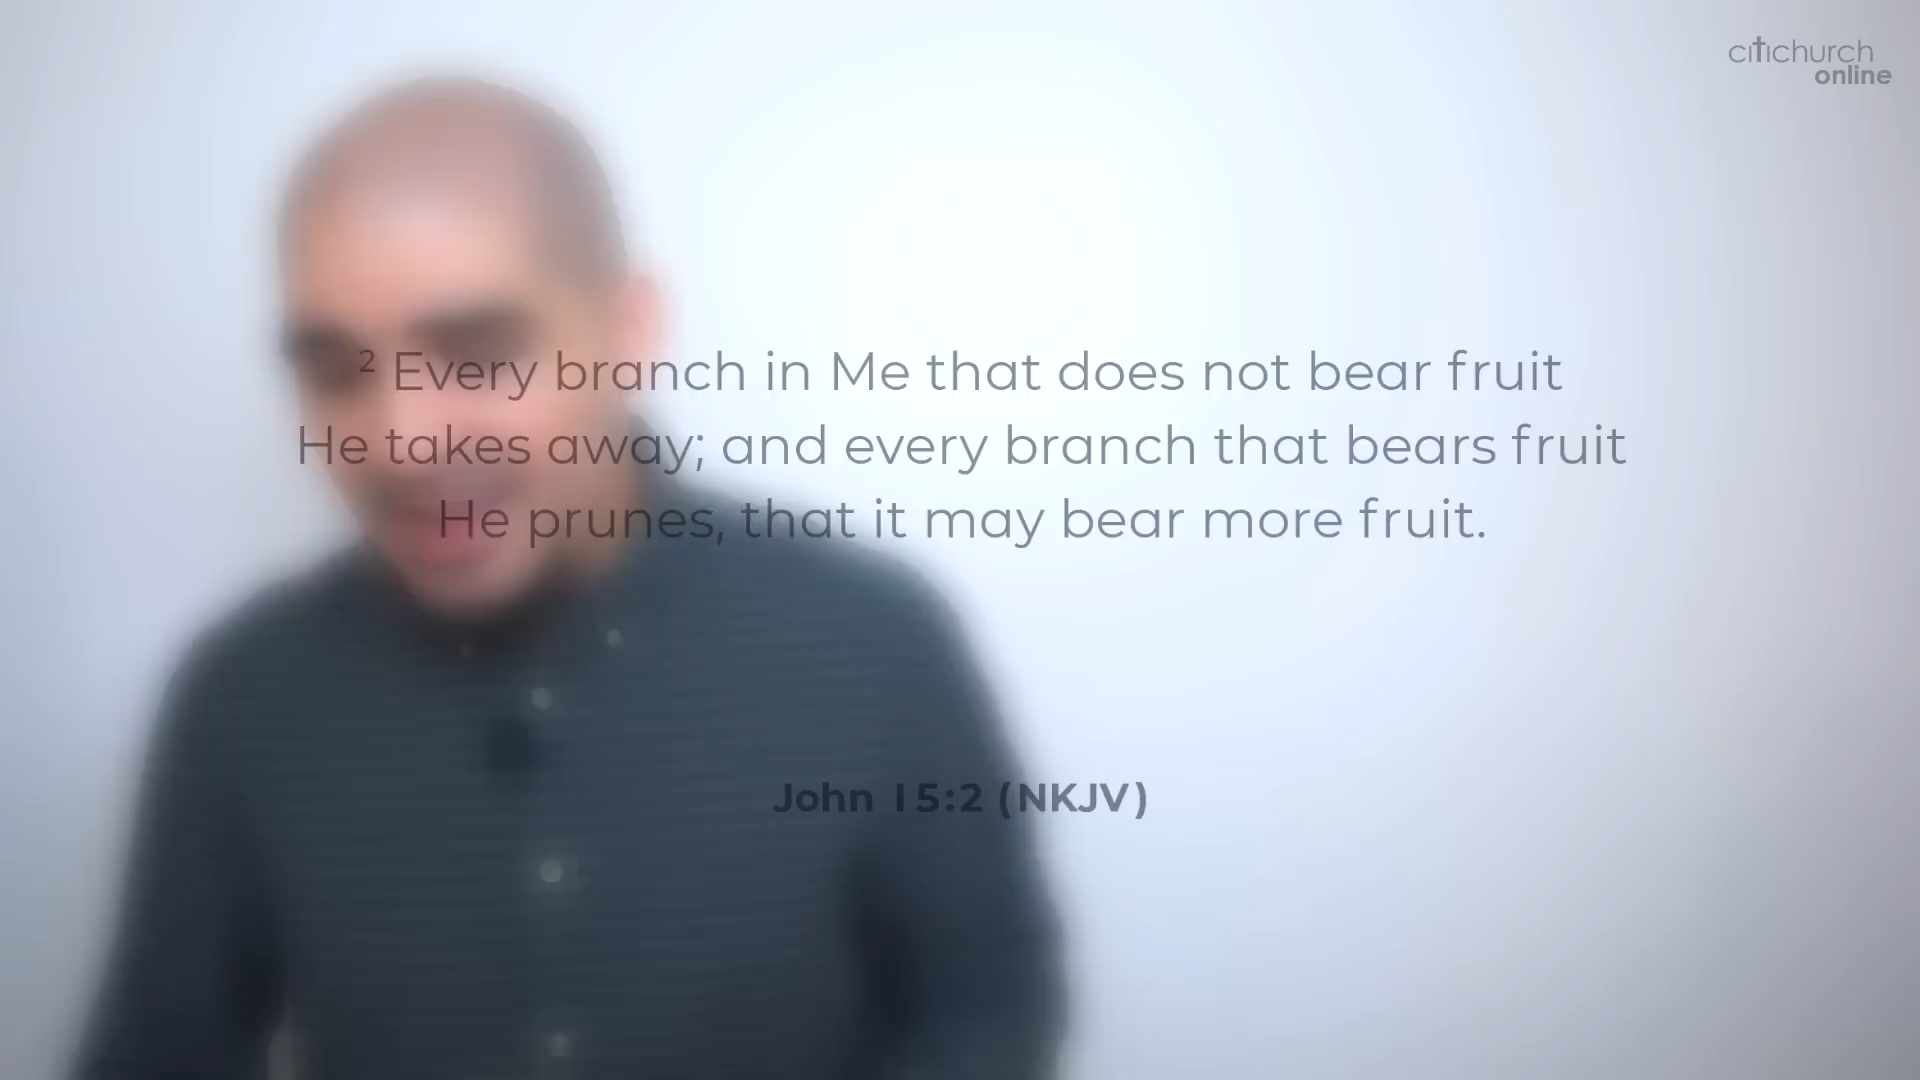 citichurch
online
² Every branch in Me that does not bear fruit
He takes away; and every branch that bears fruit
He prunes, that it may bear more fruit.
John 15:2 (NKJV)